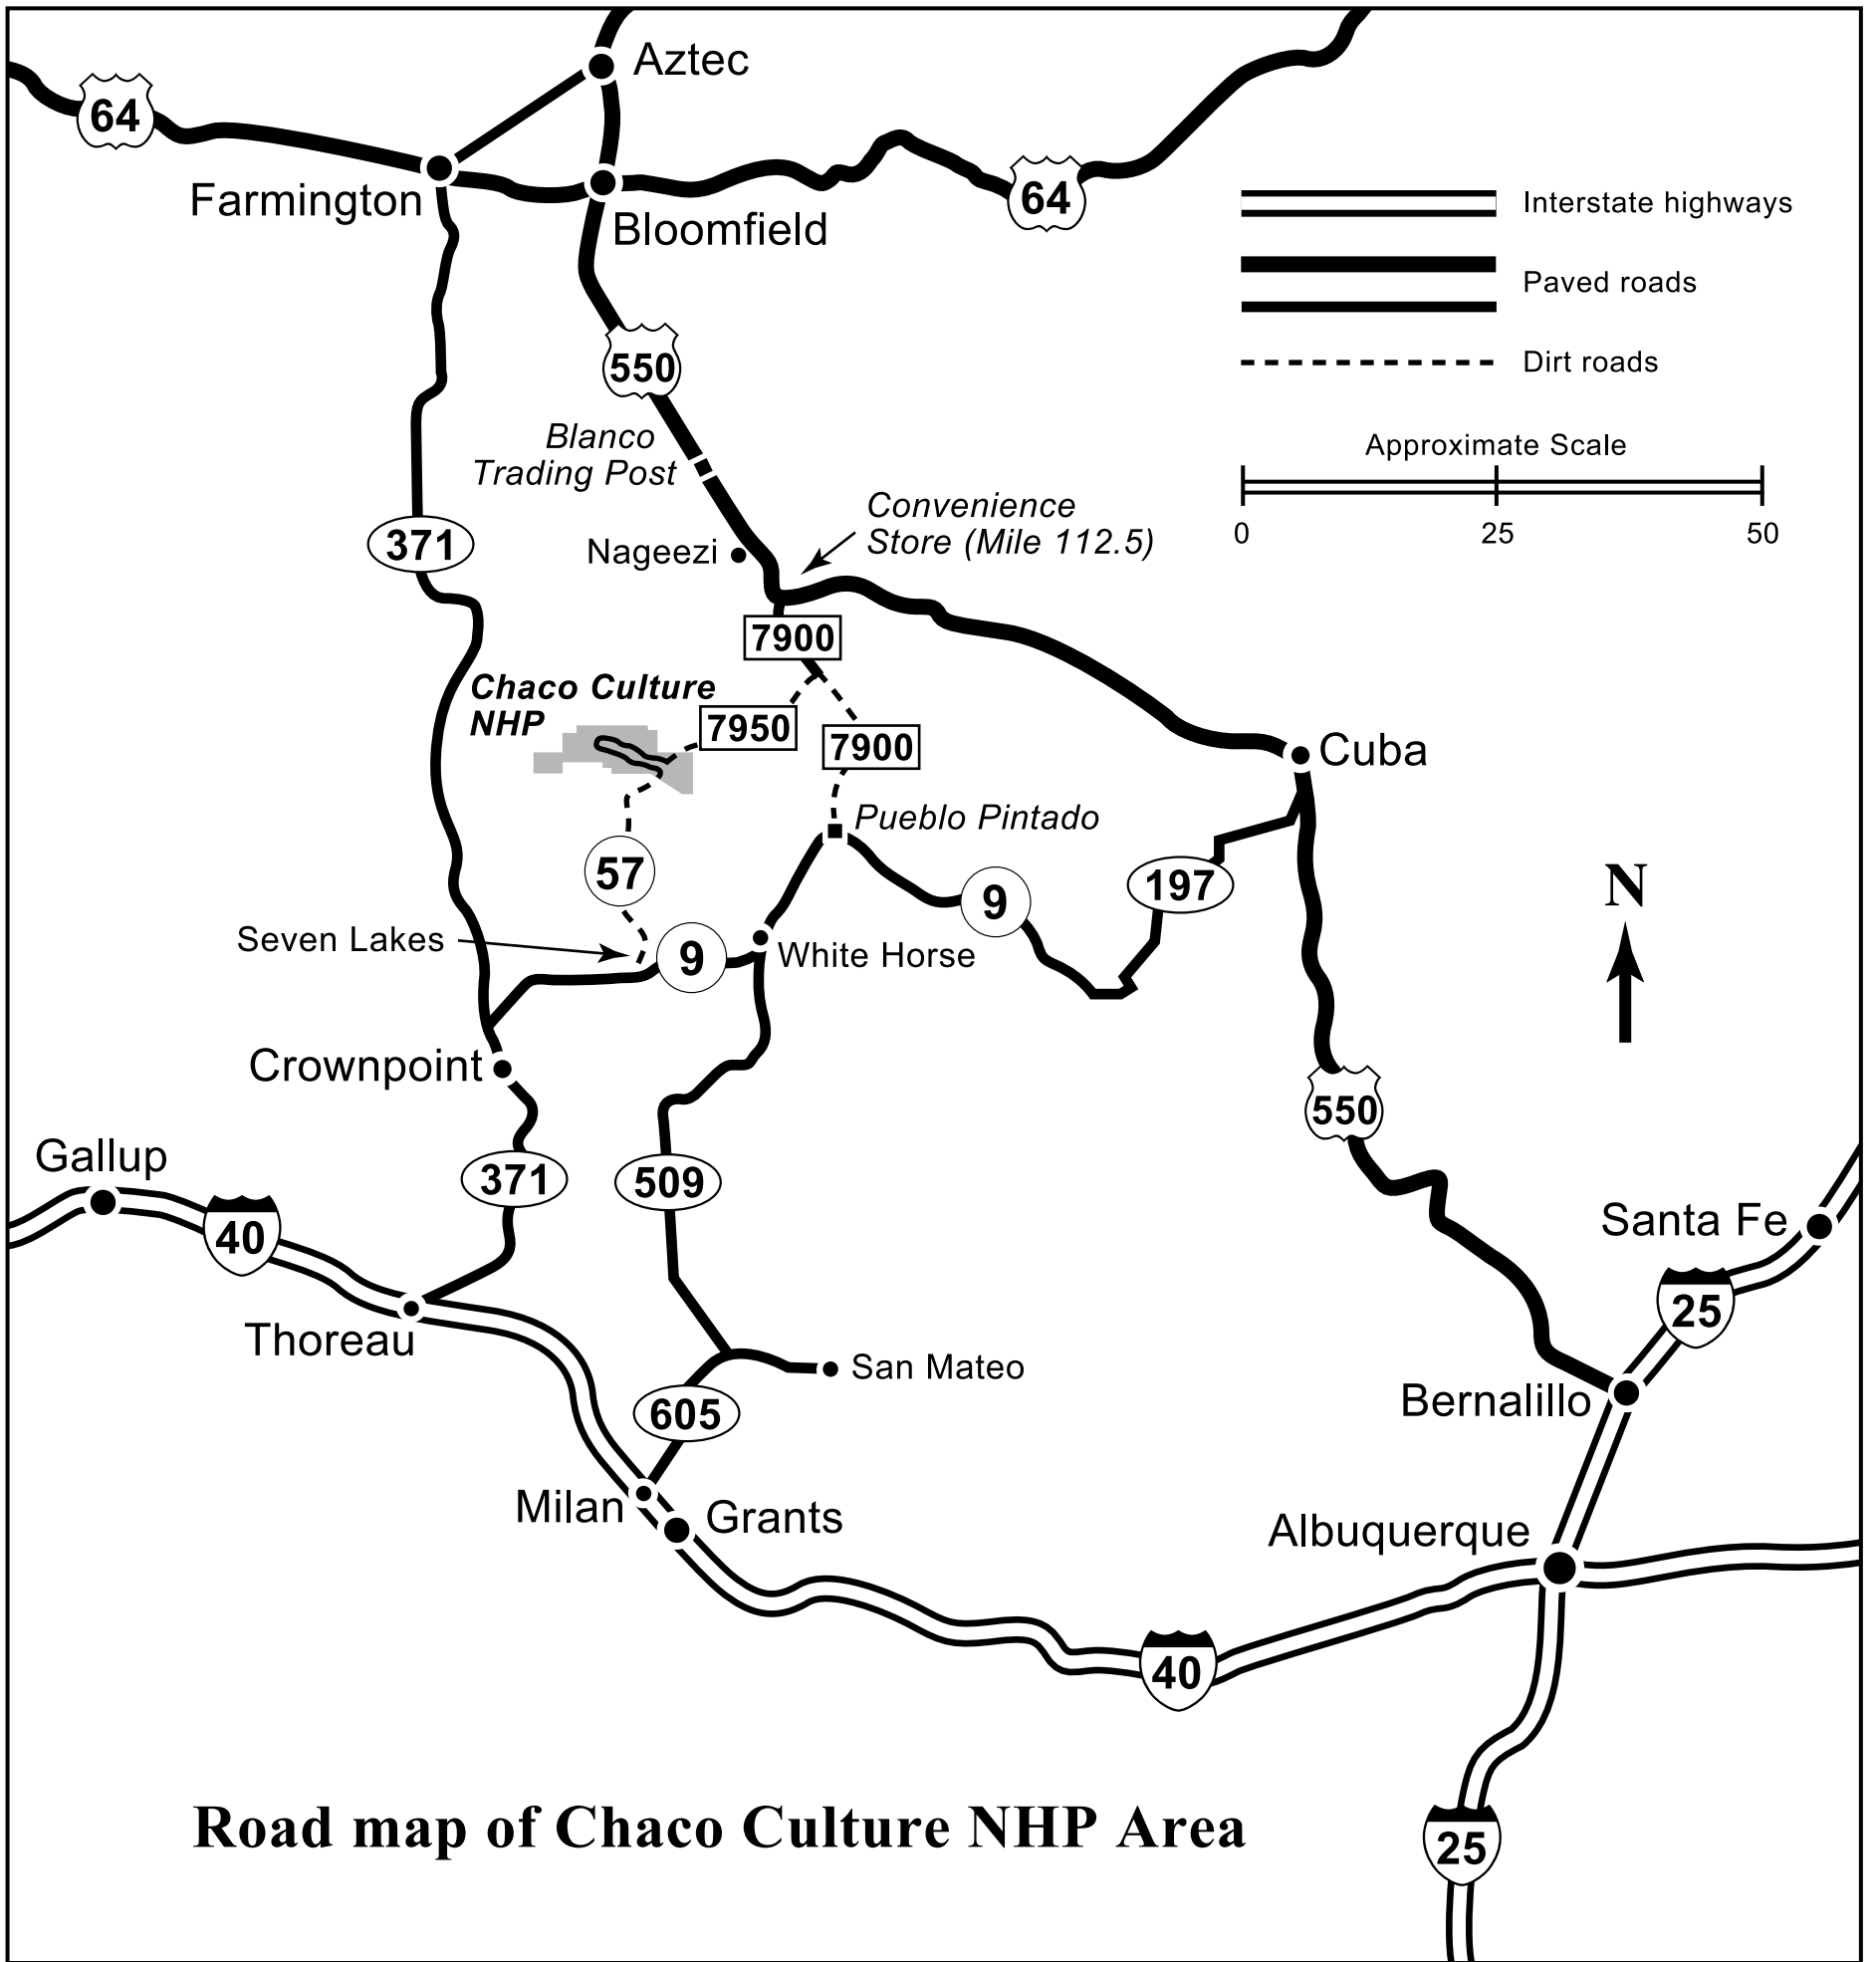 Aztec
64
Farmington
Bloomfield
64
Interstate highways
Paved roads
Dirt roads
550
Blanco
Trading Post
Approximate Scale
0 25 50
Convenience
Store (Mile 112.5)
371
Nageezi
7900
Chaco Culture
NHP
7950
7900
Cuba
Pueblo Pintado
57
9
197
N
Seven Lakes
9
White Horse
Crownpoint
550
Gallup
371
509
40
Santa Fe
25
Thoreau
San Mateo
605
Bernalillo
Milan
Grants
Albuquerque
40
Road map of Chaco Culture NHP Area
25